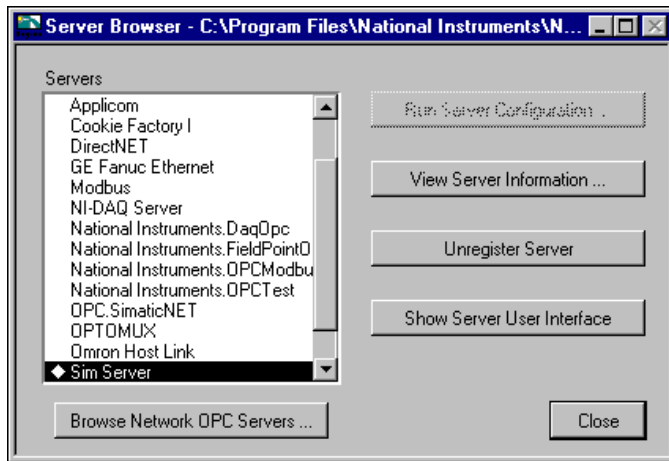 Server Browser - C:\Program Files\National Instruments\N...
Servers
Applicom
Cookie Factory I
DirectNET
GE Fanuc Ethernet
Modbus
NI-DAQ Server
National Instruments.DaqOpc
National Instruments.FieldPointO
National Instruments.OPCModbu
National Instruments.OPCTest
OPC.SimaticNET
OPTOMUX
Omron Host Link
Sim Server
Run Server Configuration ..
View Server Information ...
Unregister Server
Show Server User Interface
Browse Network OPC Servers ...
Close